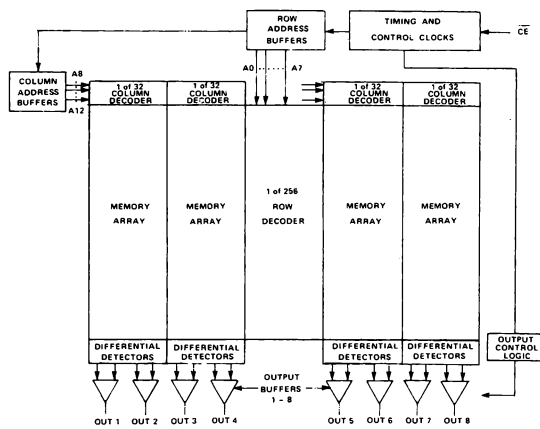 ROW
ADDRESS
BUFFERS
TIMING AND
CONTROL CLOCKS
CE
COLUMN
ADDRESS
BUFFERS
A8
A12
A0
A7
1 of 32
COLUMN
DECODER
1 of 32
COLUMN
DECODER
1 of 32
COLUMN
DECODER
1 of 32
COLUMN
DECODER
MEMORY
ARRAY
MEMORY
ARRAY
1 of 256
ROW
DECODER
MEMORY
ARRAY
MEMORY
ARRAY
DIFFERENTIAL
DETECTORS
DIFFERENTIAL
DETECTORS
DIFFERENTIAL
DETECTORS
DIFFERENTIAL
DETECTORS
OUTPUT
CONTROL
LOGIC
OUTPUT
BUFFERS
1 – 8
OUT 1 OUT 2 OUT 3 OUT 4 OUT 5 OUT 6 OUT 7 OUT 8